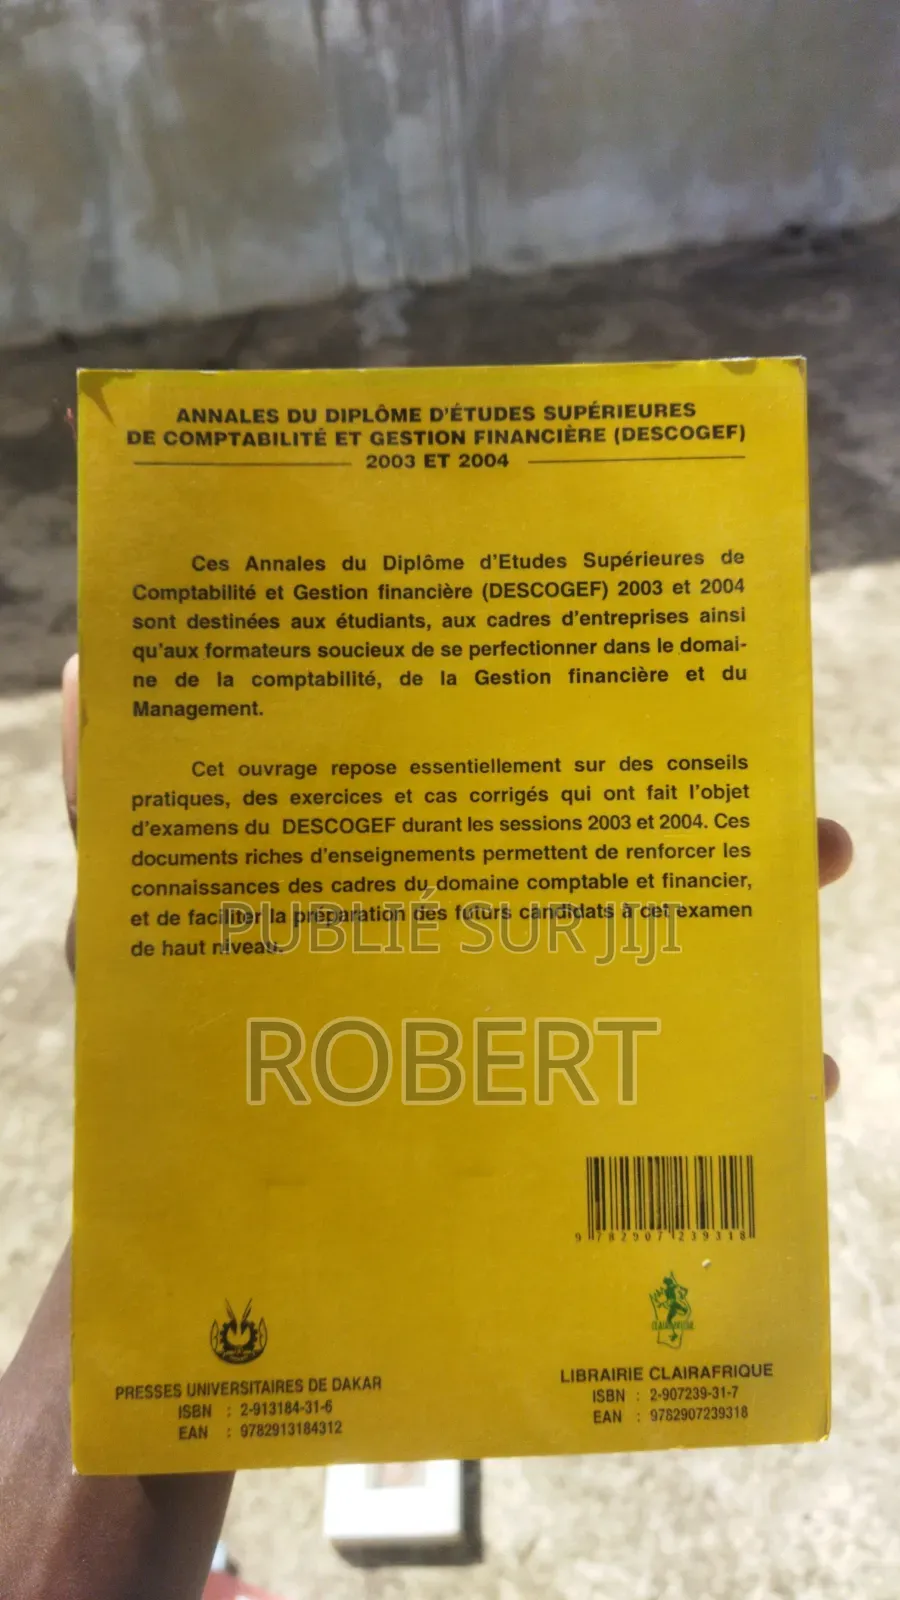 ANNALES DU DIPLÔME D'ÉTUDES SUPÉRIEURES
DE COMPTABILITÉ ET GESTION FINANCIÈRE (DESCOGEF)
2003 ET 2004
Ces Annales du Diplôme d'Etudes Supérieures de
Comptabilité et Gestion financière (DESCOGEF) 2003 et 2004
sont destinées aux étudiants, aux cadres d'entreprises ainsi
qu'aux formateurs soucieux de se perfectionner dans le domai-
ne de la comptabilité, de la Gestion financière et du
Management.
Cet ouvrage repose essentiellement sur des conseils
pratiques, des exercices et cas corrigés qui ont fait l'objet
d'examens du DESCOGEF durant les sessions 2003 et 2004. Ces
documents riches d'enseignements permettent de renforcer les
connaissances des cadres du domaine comptable et financier,
et de faciliter la préparation des futurs candidats à cet examen
de haut niveau.
PUBLIÉ SUR JIJI
ROBERT
9 782907 239318
PRESSES UNIVERSITAIRES DE DAKAR
ISBN : 2-913184-31-6
EAN : 9782913184312
LIBRAIRIE CLAIRAFRIQUE
ISBN : 2-907239-31-7
EAN : 9782907239318